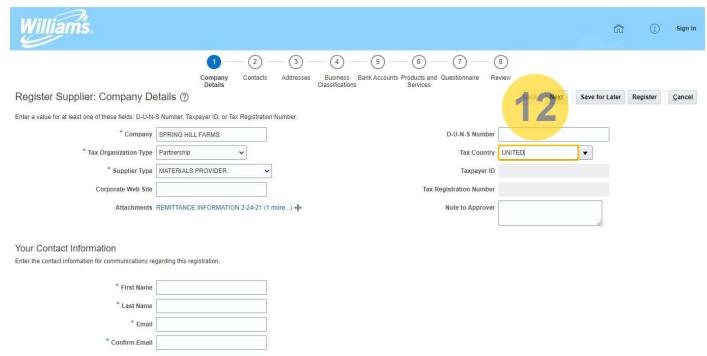 Williams.
Sign In
1 2 3 4 5 6 7 8
Company Details Contacts Addresses Business Classifications Bank Accounts Products and Services Questionnaire Review
Register Supplier: Company Details
12
Next Save for Later Register Cancel
Enter a value for at least one of these fields: D-U-N-S Number, Taxpayer ID, or Tax Registration Number.
* Company SPRING HILL FARMS D-U-N-S Number
* Tax Organization Type Partnership Tax Country UNITED
* Supplier Type MATERIALS PROVIDER Taxpayer ID
Corporate Web Site Tax Registration Number
Attachments REMITTANCE INFORMATION 2-24-21 (1 more...) Note to Approver
Your Contact Information
Enter the contact information for communications regarding this registration.
* First Name
* Last Name
* Email
* Confirm Email